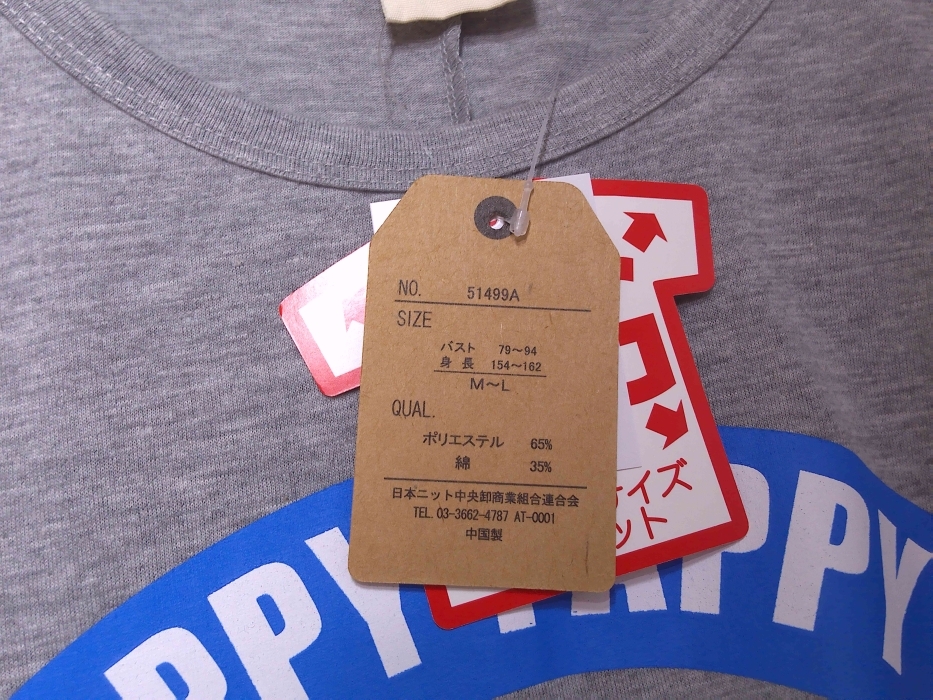 NO. 51499A
SIZE
バスト 79～94
身長 154～162
M～L
QUAL.
ポリエステル 65%
綿 35%
日本ニット中央卸商業組合連合会
TEL. 03-3662-4787 AT-0001
中国製
イズ
ット
PPY
PPY